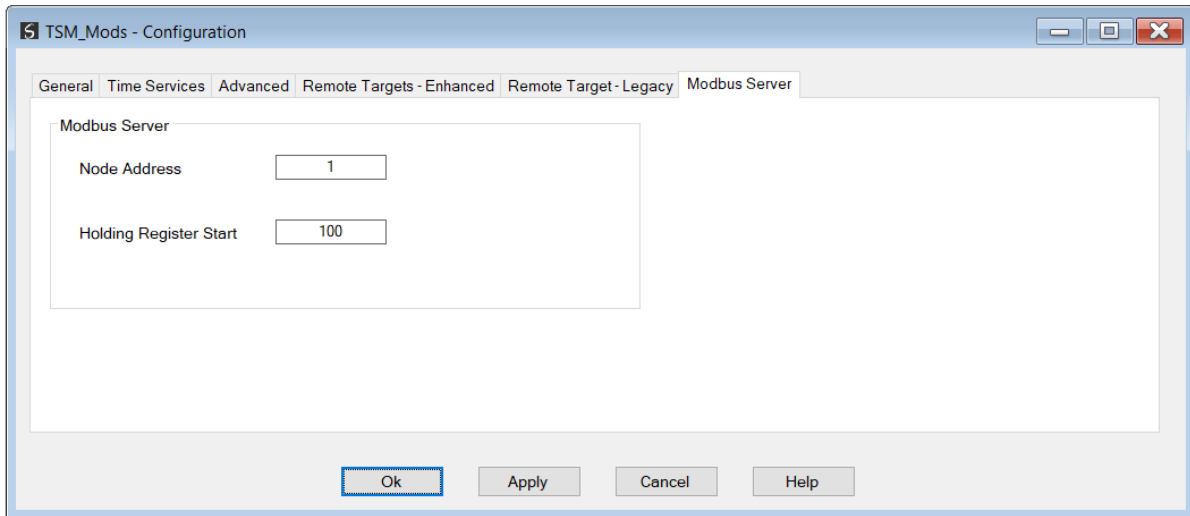 TSM_Mods - Configuration
General Time Services Advanced Remote Targets - Enhanced Remote Target - Legacy Modbus Server
Modbus Server
Node Address 1
Holding Register Start 100
Ok Apply Cancel Help